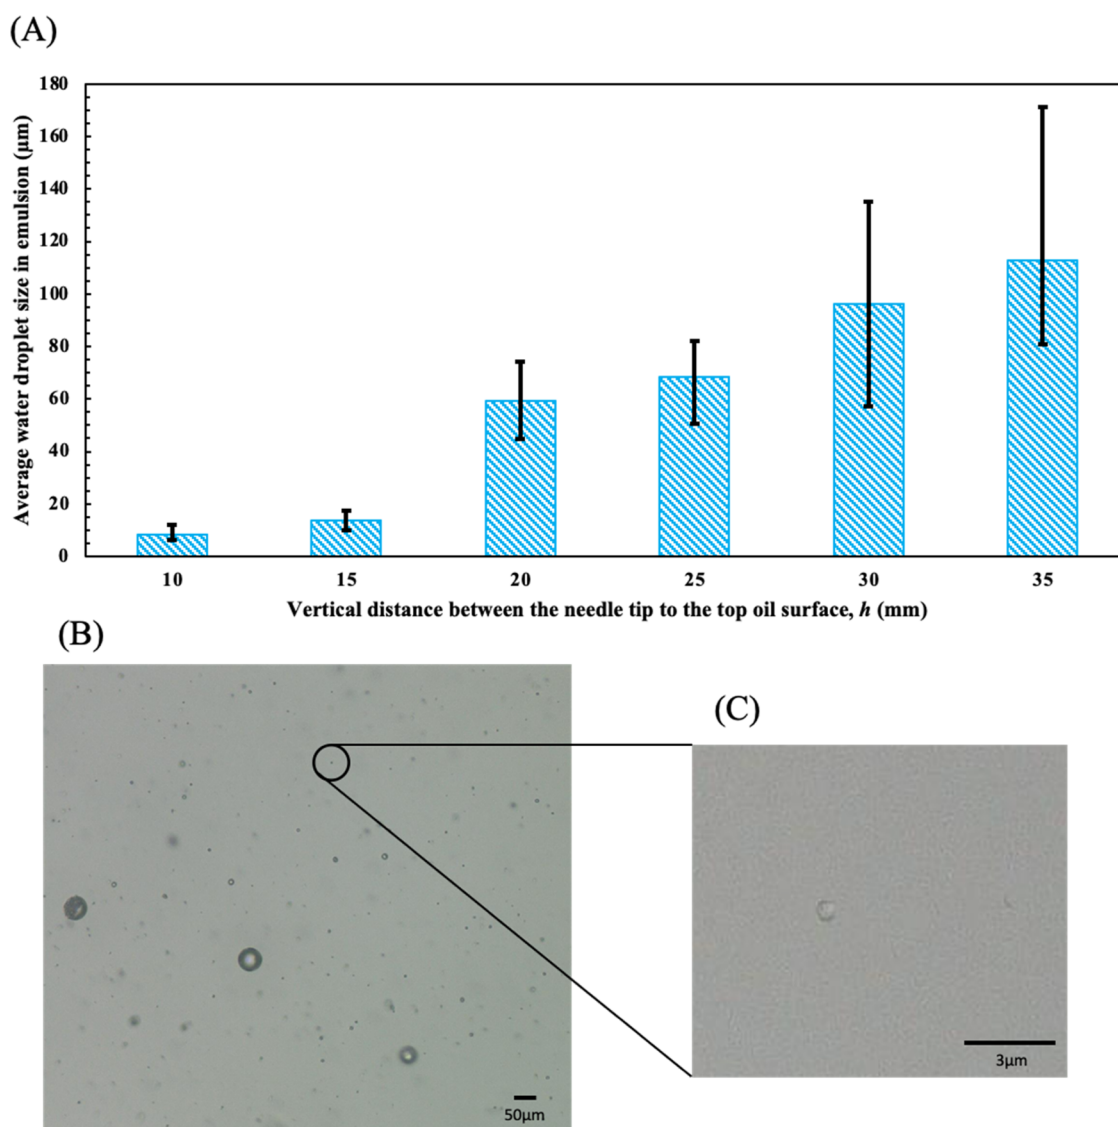 (A)
180
160
140
120
100
80
60
40
20
0
Average water droplet size in emulsion (μm)
10 15 20 25 30 35
Vertical distance between the needle tip to the top oil surface, h (mm)
(B)
(C)
50μm
3μm